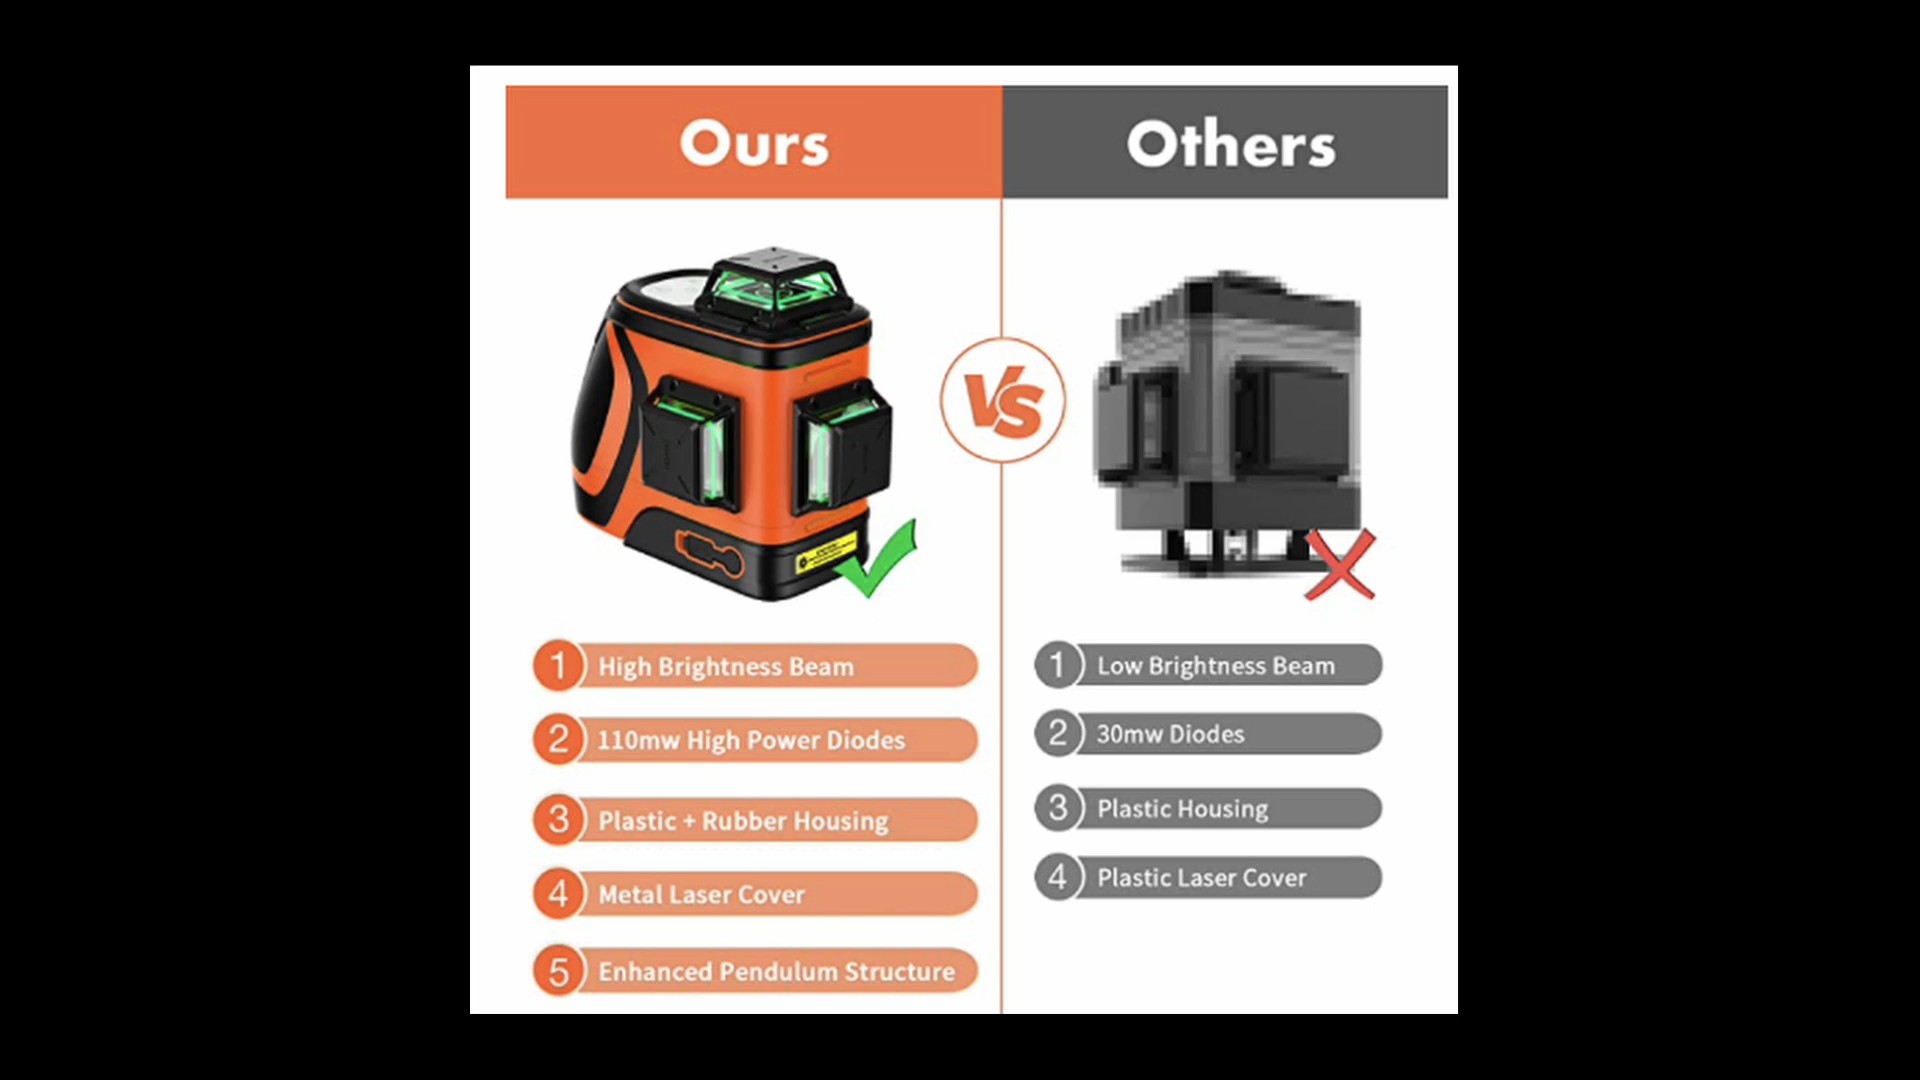 Ours
Others
VS
1 High Brightness Beam
2 110mw High Power Diodes
3 Plastic + Rubber Housing
4 Metal Laser Cover
5 Enhanced Pendulum Structure
1 Low Brightness Beam
2 30mw Diodes
3 Plastic Housing
4 Plastic Laser Cover